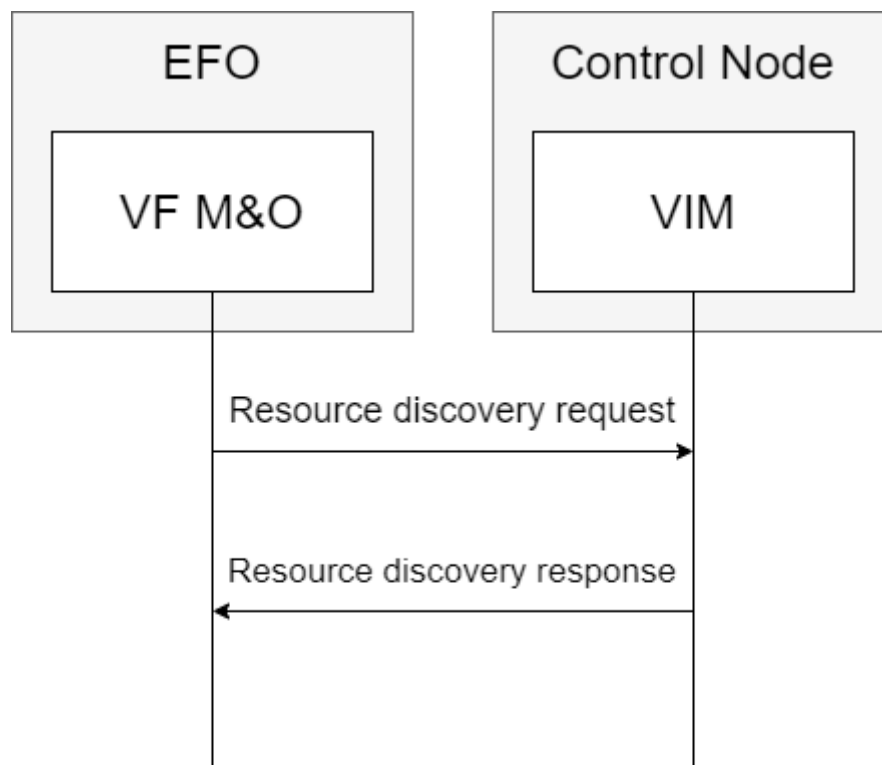 EFO
Control Node
VF M&O
VIM
Resource discovery request
Resource discovery response